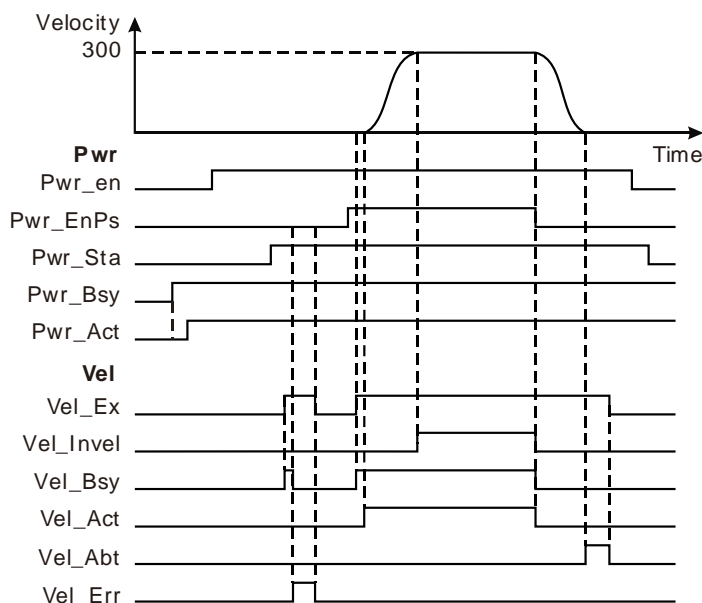 Velocity
300
Time
Pwr
Pwr_en
Pwr_EnPs
Pwr_Sta
Pwr_Bsy
Pwr_Act
Vel
Vel_Ex
Vel_Invel
Vel_Bsy
Vel_Act
Vel_Abt
Vel_Err